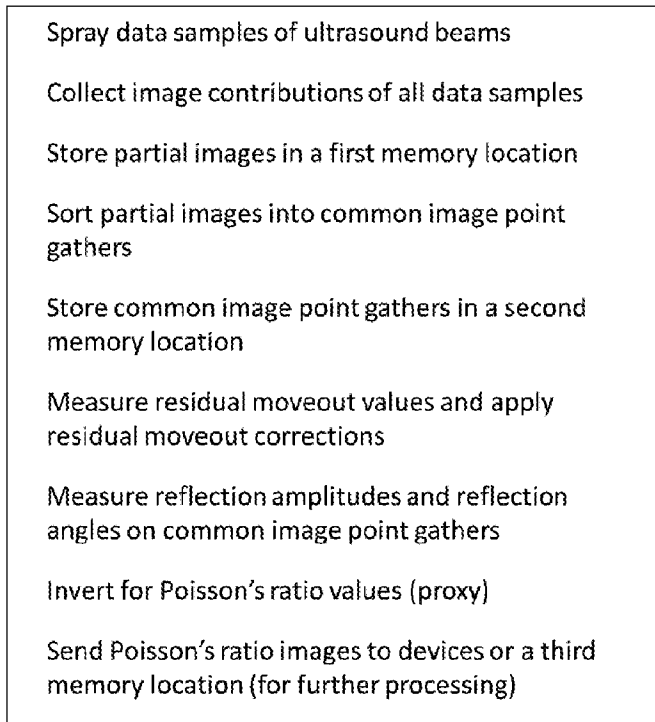 Spray data samples of ultrasound beams
Collect image contributions of all data samples
Store partial images in a first memory location
Sort partial images into common image point
gathers
Store common image point gathers in a second
memory location
Measure residual moveout values and apply
residual moveout corrections
Measure reflection amplitudes and reflection
angles on common image point gathers
Invert for Poisson's ratio values (proxy)
Send Poisson's ratio images to devices or a third
memory location (for further processing)